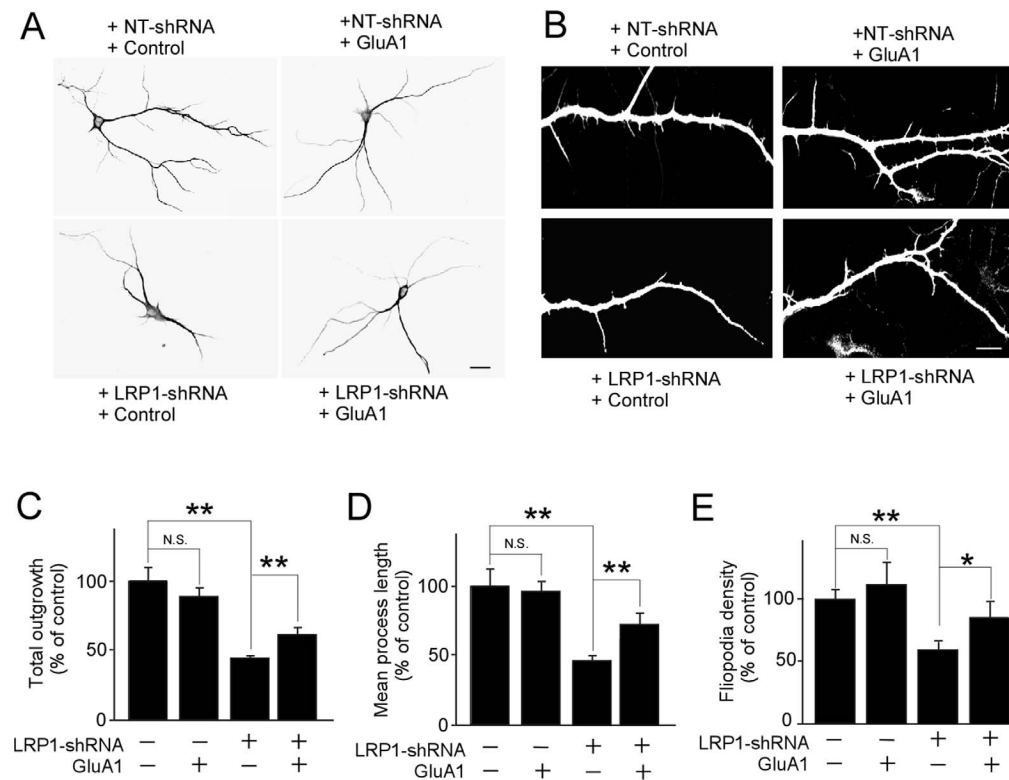 A
+ NT-shRNA
+ Control
+NT-shRNA
+ GluA1
+ LRP1-shRNA
+ Control
+ LRP1-shRNA
+ GluA1
B
+ NT-shRNA
+ Control
+NT-shRNA
+ GluA1
+ LRP1-shRNA
+ Control
+ LRP1-shRNA
+ GluA1
C
Total outgrowth
(% of control)
100
50
0
N.S.
**
**
LRP1-shRNA − − + +
GluA1 − + − +
D
Mean process length
(% of control)
100
50
0
N.S.
**
**
LRP1-shRNA − − + +
GluA1 − + − +
E
Fliopodia density
(% of control)
100
50
0
N.S.
**
*
LRP1-shRNA − − + +
GluA1 − + − +